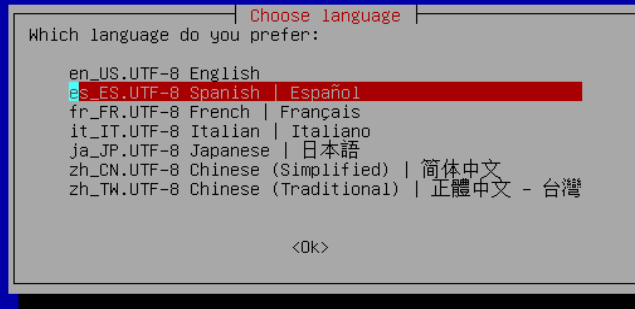 Choose language
Which language do you prefer:
en_US.UTF-8 English
es_ES.UTF-8 Spanish | Español
fr_FR.UTF-8 French | Français
it_IT.UTF-8 Italian | Italiano
ja_JP.UTF-8 Japanese | 日本語
zh_CN.UTF-8 Chinese (Simplified) | 简体中文
zh_TW.UTF-8 Chinese (Traditional) | 正體中文 - 台灣
<Ok>